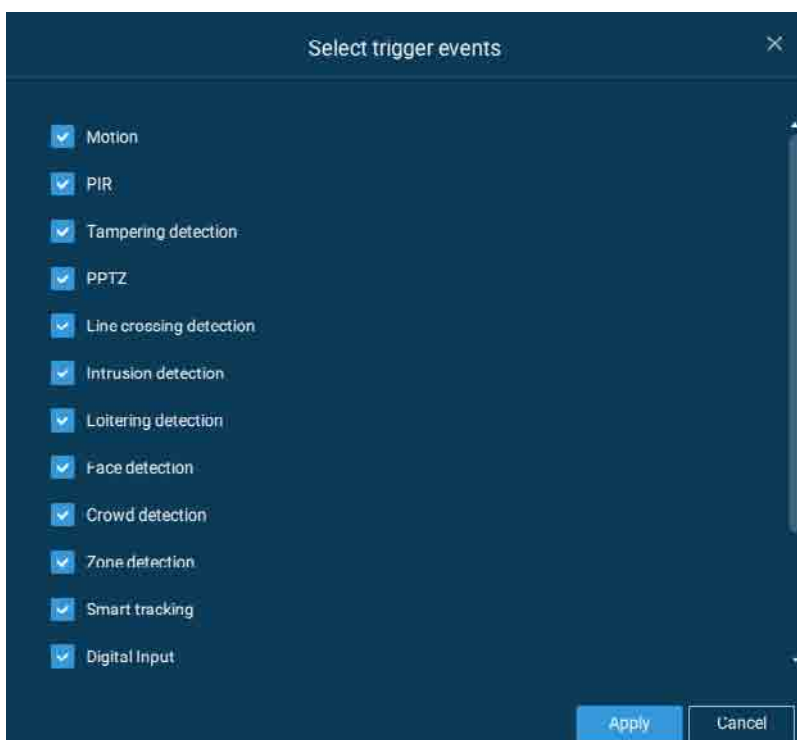 Select trigger events
Motion
PIR
Tampering detection
PPTZ
Line crossing detection
Intrusion detection
Loitering detection
Face detection
Crowd detection
Zone detection
Smart tracking
Digital Input
Apply Cancel